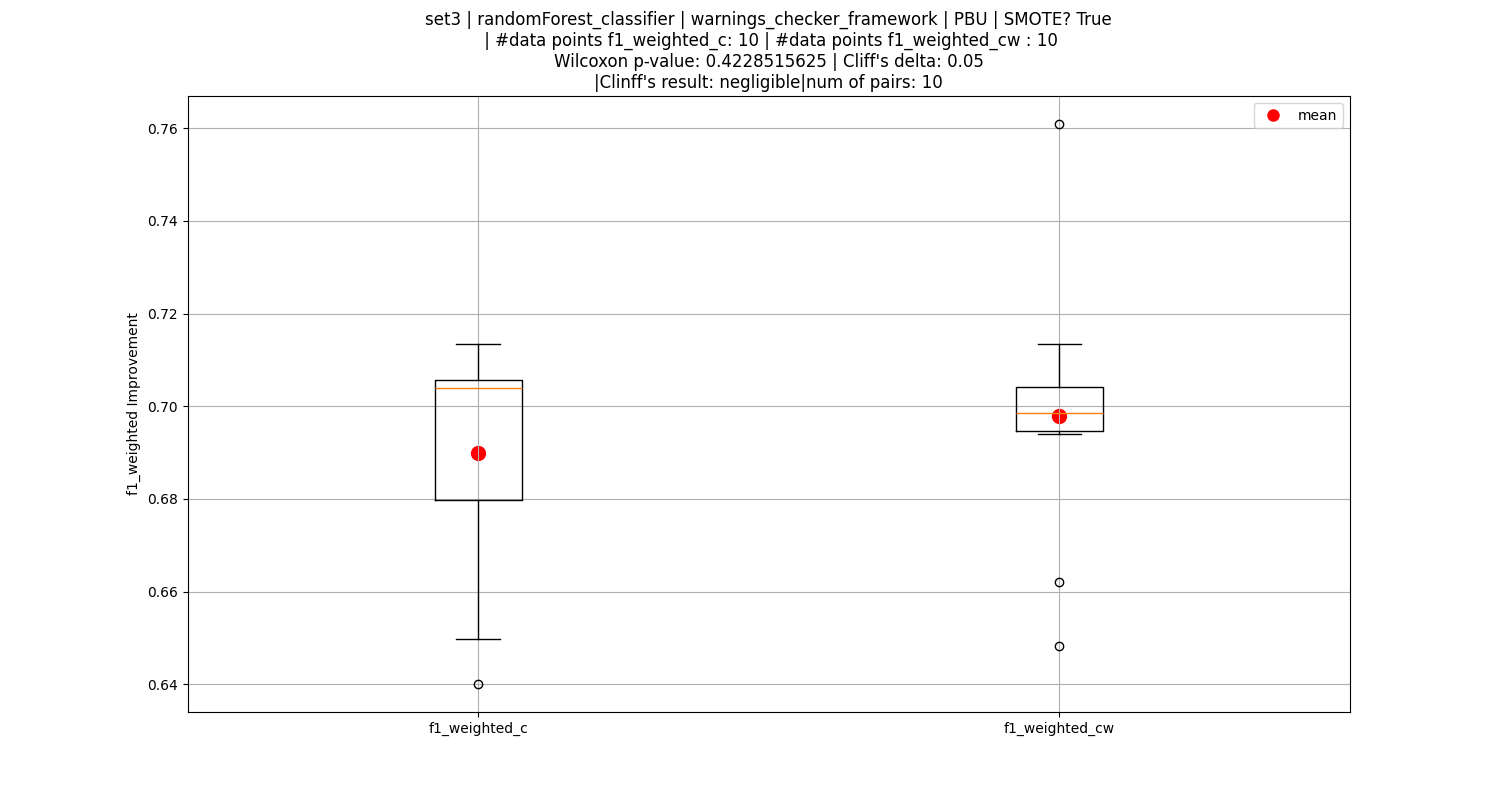 set3 | randomForest_classifier | warnings_checker_framework | PBU | SMOTE? True
| #data points f1_weighted_c: 10 | #data points f1_weighted_cw : 10
Wilcoxon p-value: 0.4228515625 | Cliff's delta: 0.05
|Clinff's result: negligible|num of pairs: 10
mean
0.76
0.74
0.72
0.70
0.68
0.66
0.64
f1_weighted Improvement
f1_weighted_c
f1_weighted_cw